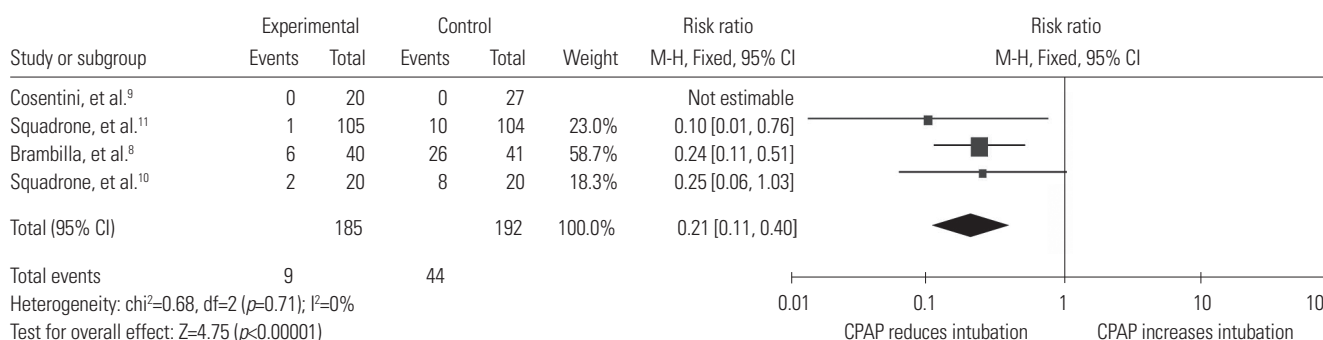 Experimental Control Risk ratio Risk ratio
Study or subgroup Events Total Events Total Weight M-H, Fixed, 95% CI M-H, Fixed, 95% CI
Cosentini, et al.⁹ 0 20 0 27 Not estimable
Squadrone, et al.¹¹ 1 105 10 104 23.0% 0.10 [0.01, 0.76]
Brambilla, et al.⁸ 6 40 26 41 58.7% 0.24 [0.11, 0.51]
Squadrone, et al.¹⁰ 2 20 8 20 18.3% 0.25 [0.06, 1.03]
Total (95% CI) 185 192 100.0% 0.21 [0.11, 0.40]
Total events 9 44
Heterogeneity: chi²=0.68, df=2 (p=0.71); I²=0%
Test for overall effect: Z=4.75 (p<0.00001)
0.01 0.1 1 10
CPAP reduces intubation CPAP increases intubation